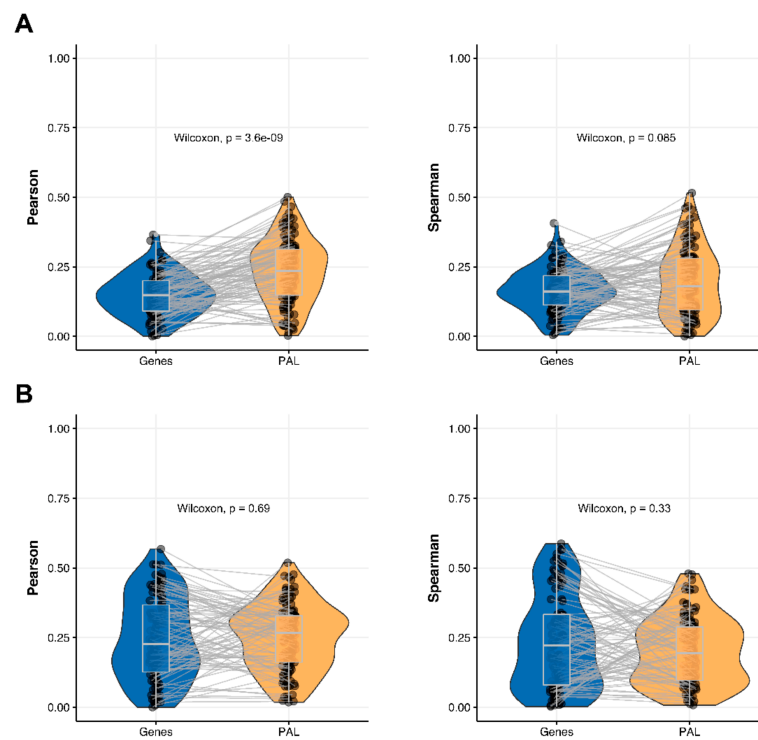 A
Pearson
1.00
0.75
0.50
0.25
0.00
Wilcoxon, p = 3.6e-09
Genes
PAL
Spearman
1.00
0.75
0.50
0.25
0.00
Wilcoxon, p = 0.085
Genes
PAL
B
Pearson
1.00
0.75
0.50
0.25
0.00
Wilcoxon, p = 0.69
Genes
PAL
Spearman
1.00
0.75
0.50
0.25
0.00
Wilcoxon, p = 0.33
Genes
PAL